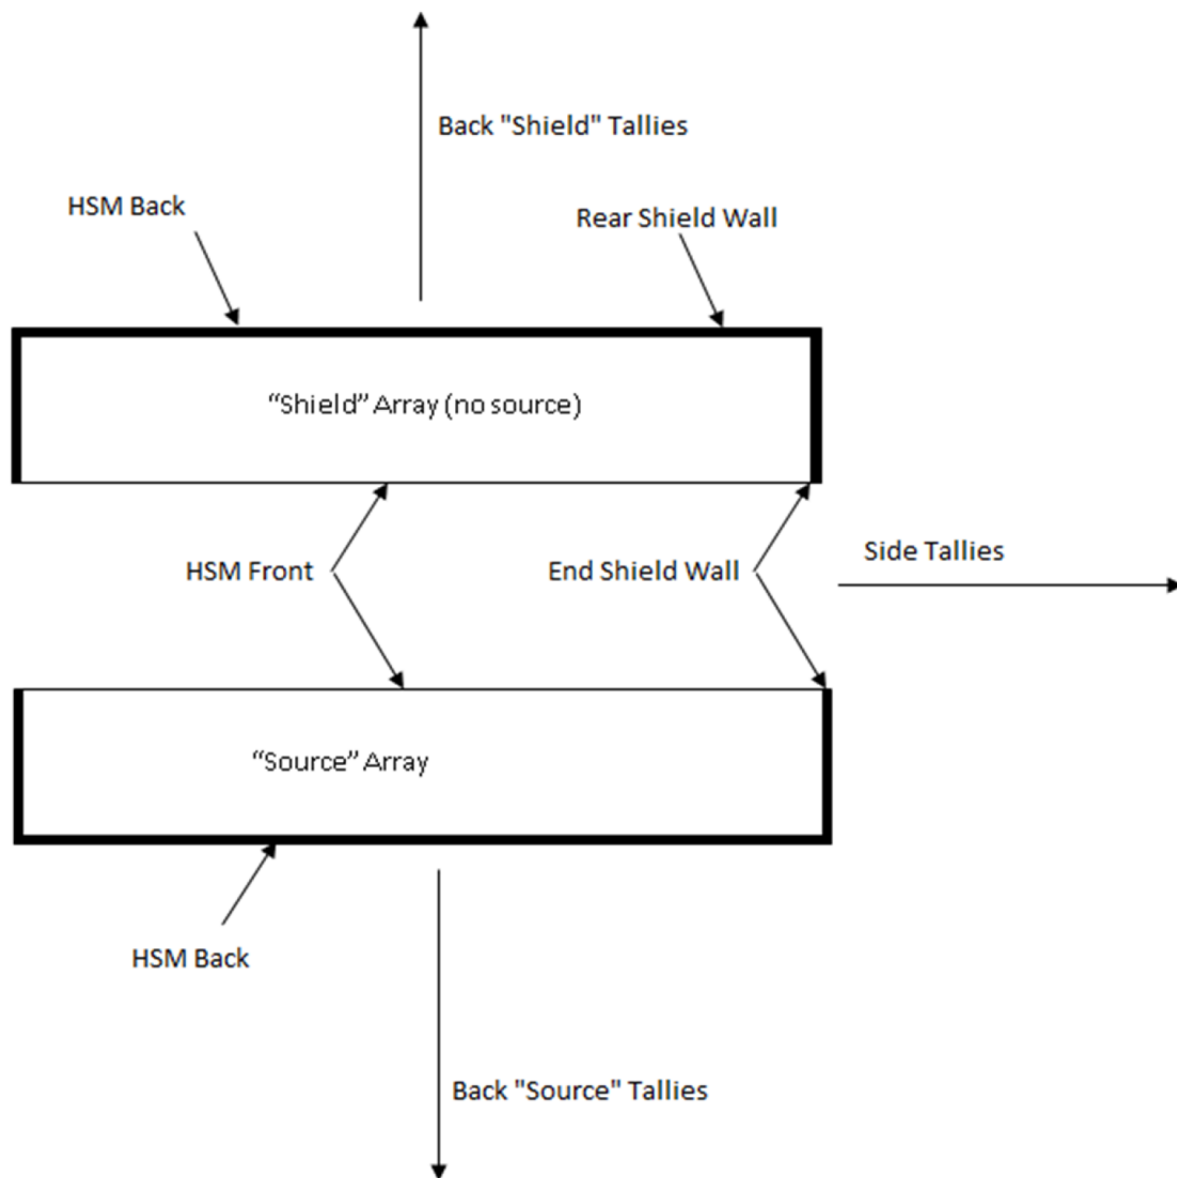 Back "Shield" Tallies
HSM Back
Rear Shield Wall
“Shield” Array (no source)
HSM Front
End Shield Wall
Side Tallies
“Source” Array
HSM Back
Back "Source" Tallies